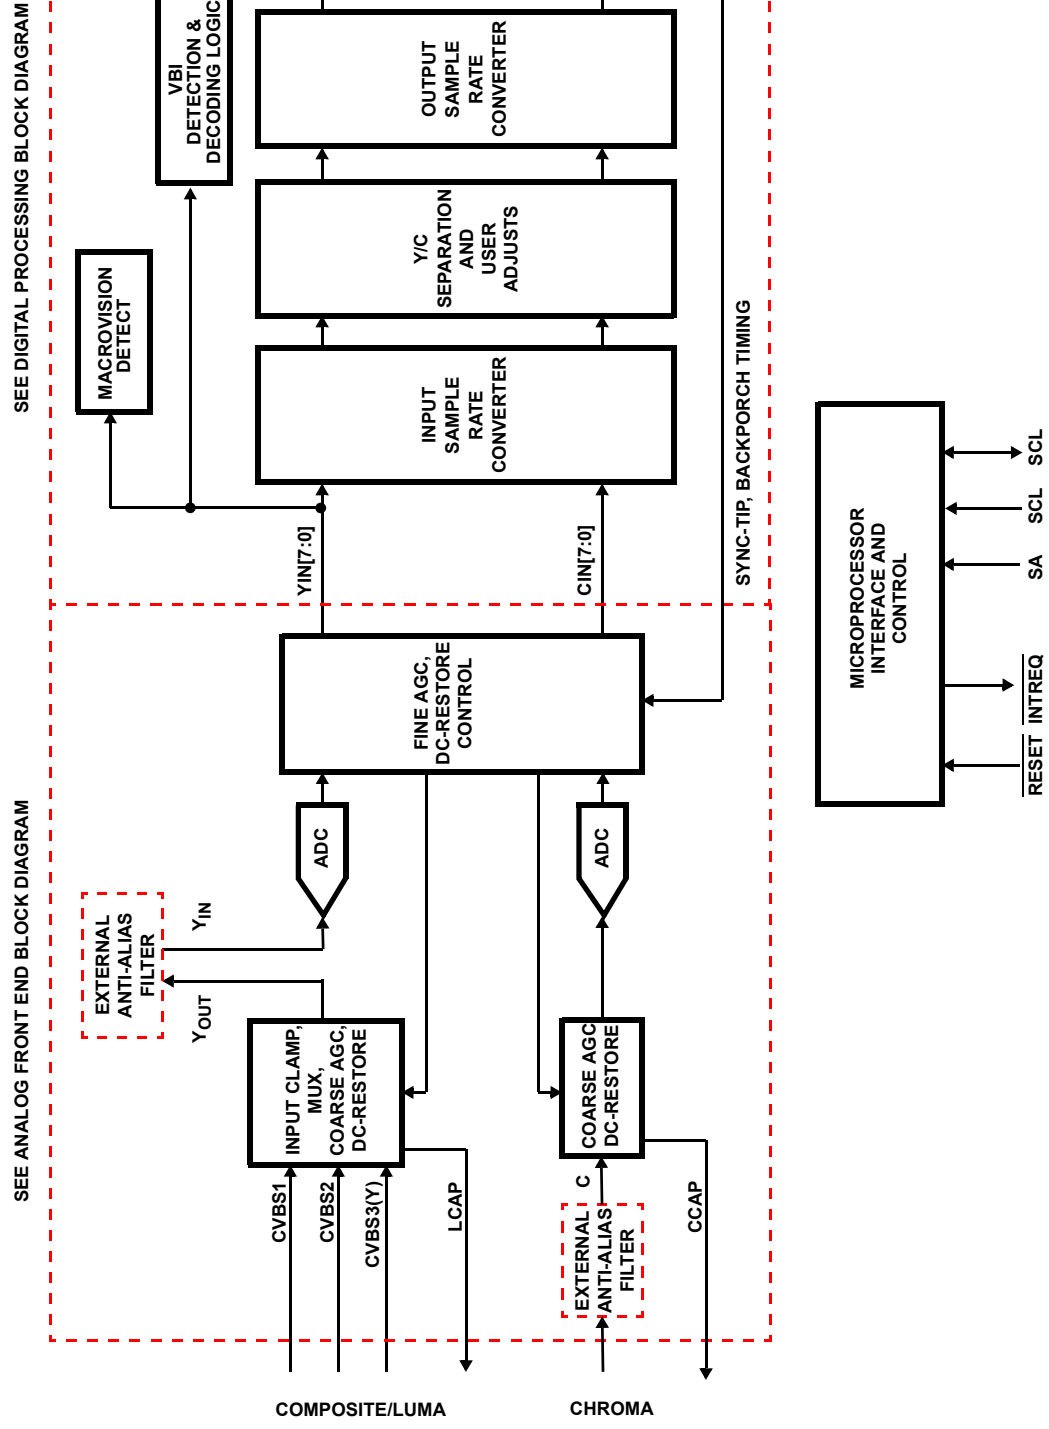 SEE DIGITAL PROCESSING BLOCK DIAGRAM
VBI
DETECTION &
DECODING LOGIC
OUTPUT
SAMPLE
RATE
CONVERTER
Y/C
SEPARATION
AND
USER
ADJUSTS
MACROVISION
DETECT
INPUT
SAMPLE
RATE
CONVERTER
SYNC-TIP, BACKPORCH TIMING
YIN[7:0]
CIN[7:0]
MICROPROCESSOR
INTERFACE AND
CONTROL
SCL
SCL
SA
INTREQ
RESET
FINE AGC,
DC-RESTORE
CONTROL
SEE ANALOG FRONT END BLOCK DIAGRAM
ADC
ADC
EXTERNAL
ANTI-ALIAS
FILTER
YIN
YOUT
INPUT CLAMP,
MUX,
COARSE AGC,
DC-RESTORE
COARSE AGC
DC-RESTORE
CVBS1
CVBS2
CVBS3(Y)
LCAP
C
EXTERNAL
ANTI-ALIAS
FILTER
CCAP
COMPOSITE/LUMA
CHROMA